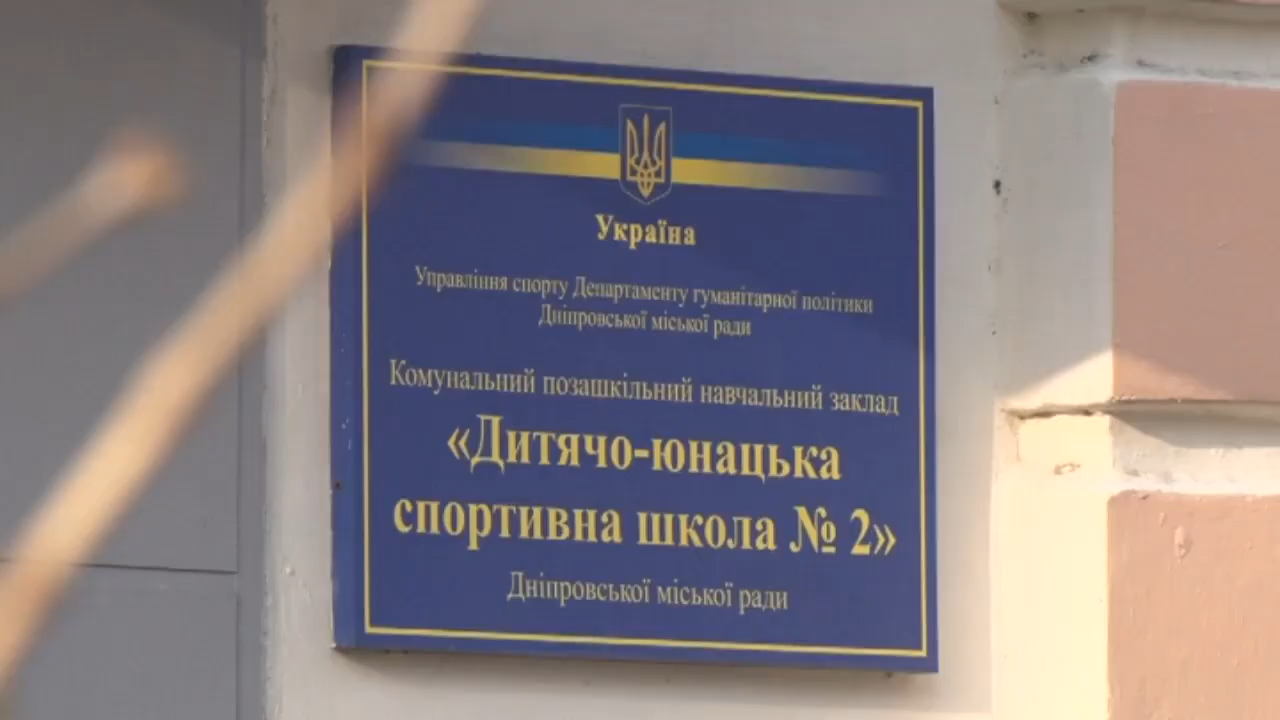 Україна
Управління спорту Департаменту гуманітарної політики
Дніпровської міської ради
Комунальний позашкільний навчальний заклад
«Дитячо-юнацька
спортивна школа № 2»
Дніпровської міської ради